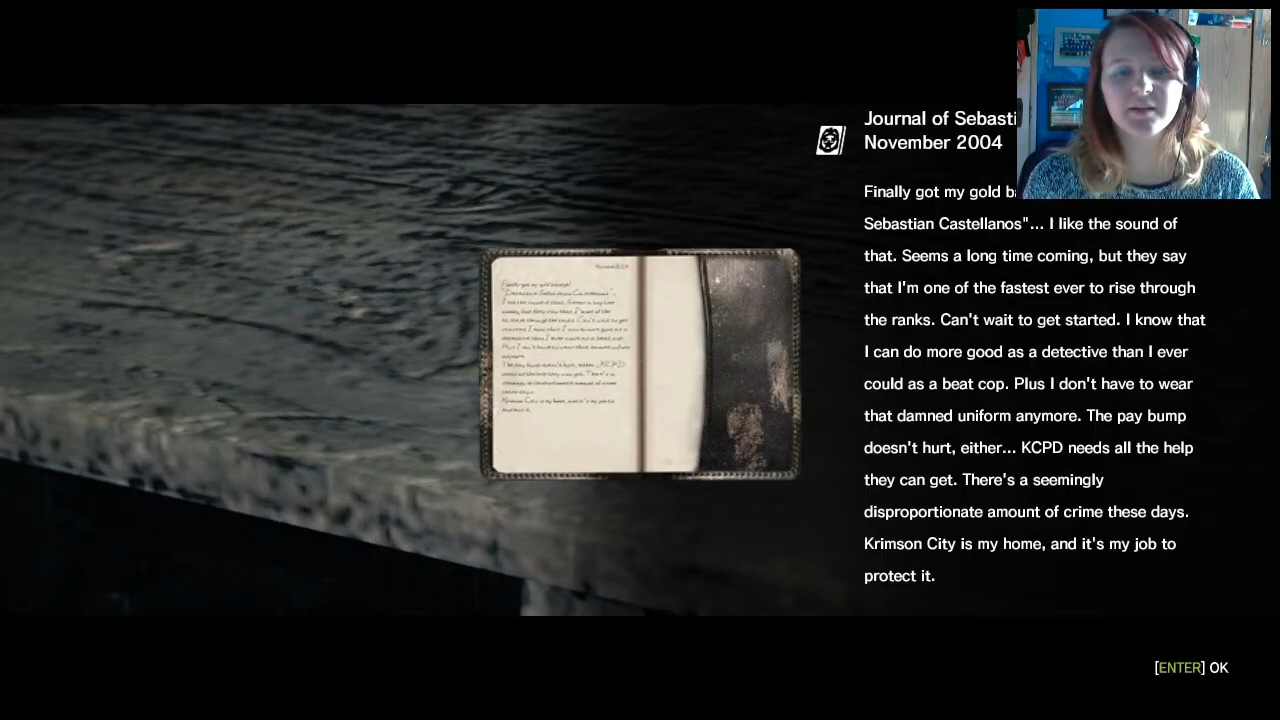 Journal of Sebasti
November 2004
Finally got my gold b
Sebastian Castellanos"... I like the sound of
that. Seems a long time coming, but they say
that I'm one of the fastest ever to rise through
the ranks. Can't wait to get started. I know that
I can do more good as a detective than I ever
could as a beat cop. Plus I don't have to wear
that damned uniform anymore. The pay bump
doesn't hurt, either... KCPD needs all the help
they can get. There's a seemingly
disproportionate amount of crime these days.
Krimson City is my home, and it's my job to
protect it.
[ENTER] OK